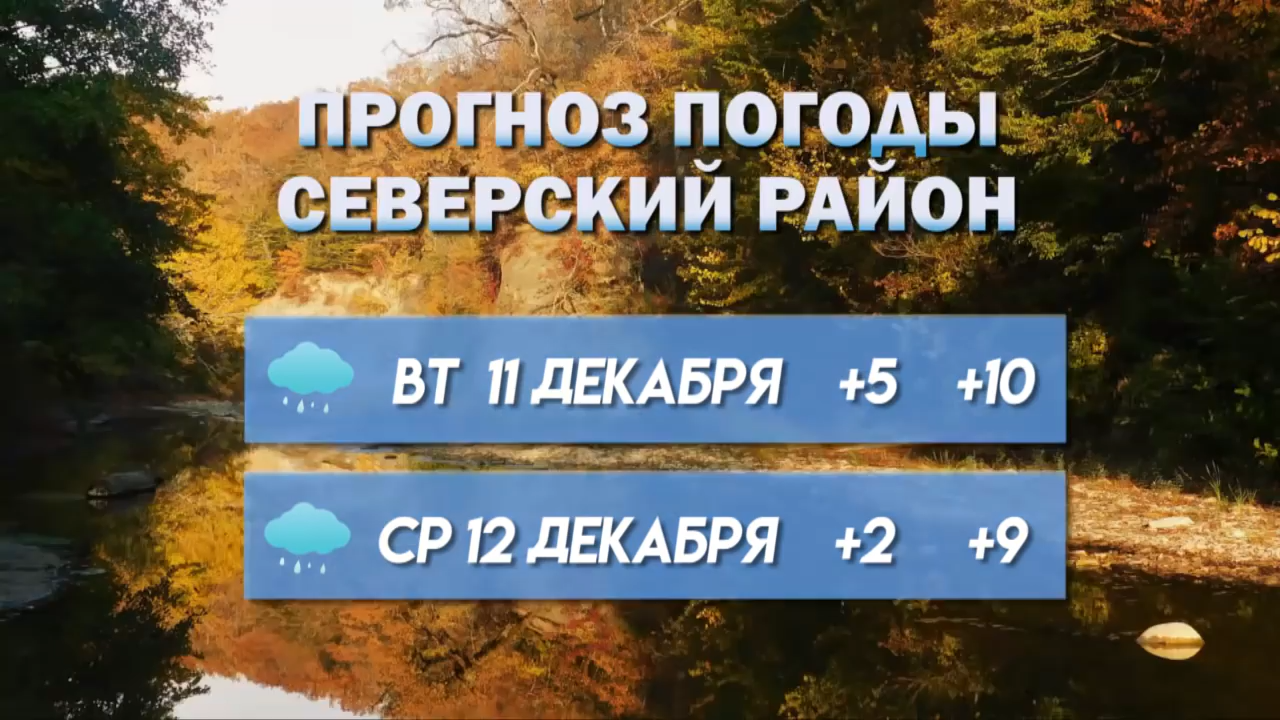 ПРОГНОЗ ПОГОДЫ
СЕВЕРСКИЙ РАЙОН
ВТ 11 ДЕКАБРЯ +5 +10
СР 12 ДЕКАБРЯ +2 +9